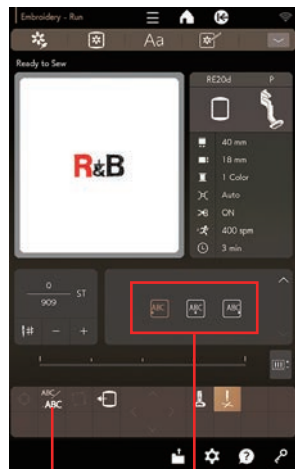 Embroidery - Run
Aa
Ready to Sew
RE20d P
R&B
40 mm
18 mm
1 Color
Auto
ON
400 spm
3 min
0
909
ST
#
- +
ABC ABC ABC
ABC
ABC